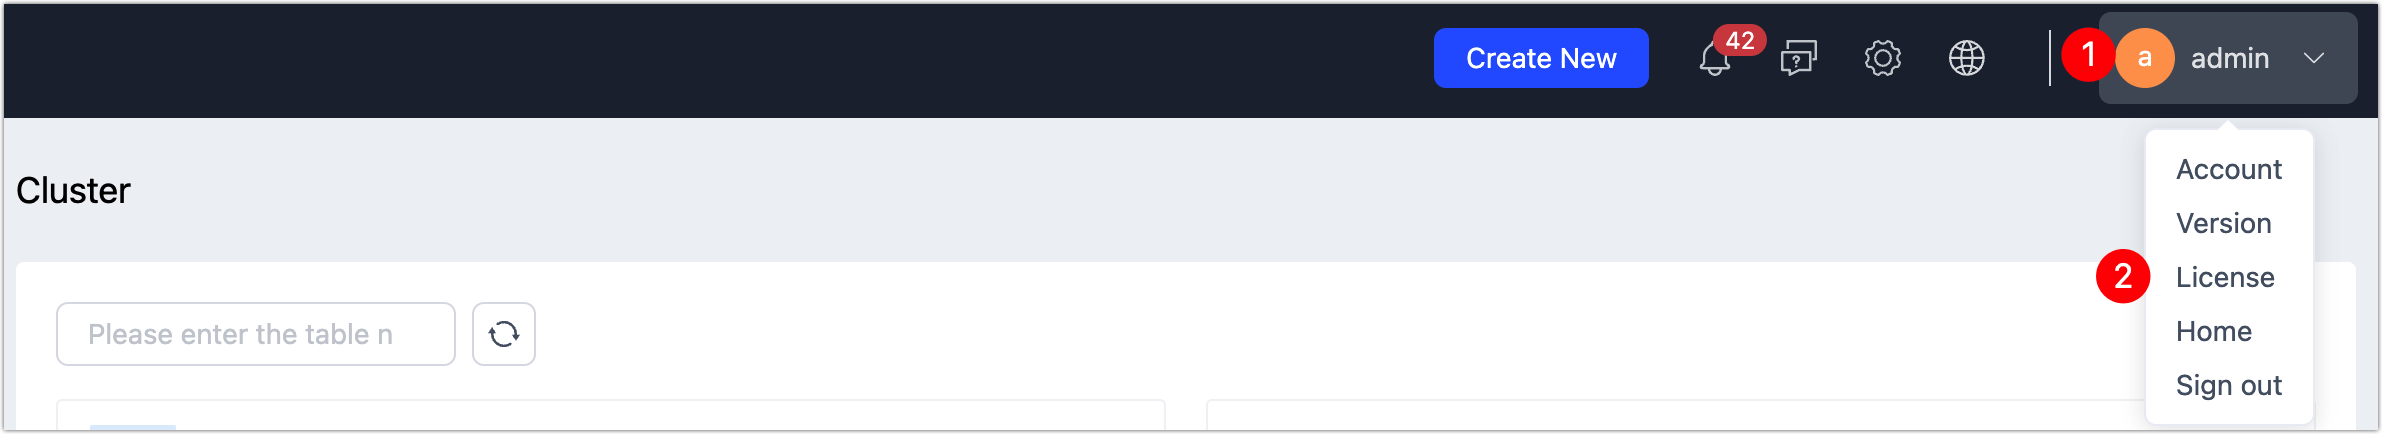 Create New
42
1
a
admin
Account
Cluster
Version
2
License
Please enter the table n
Home
Sign out